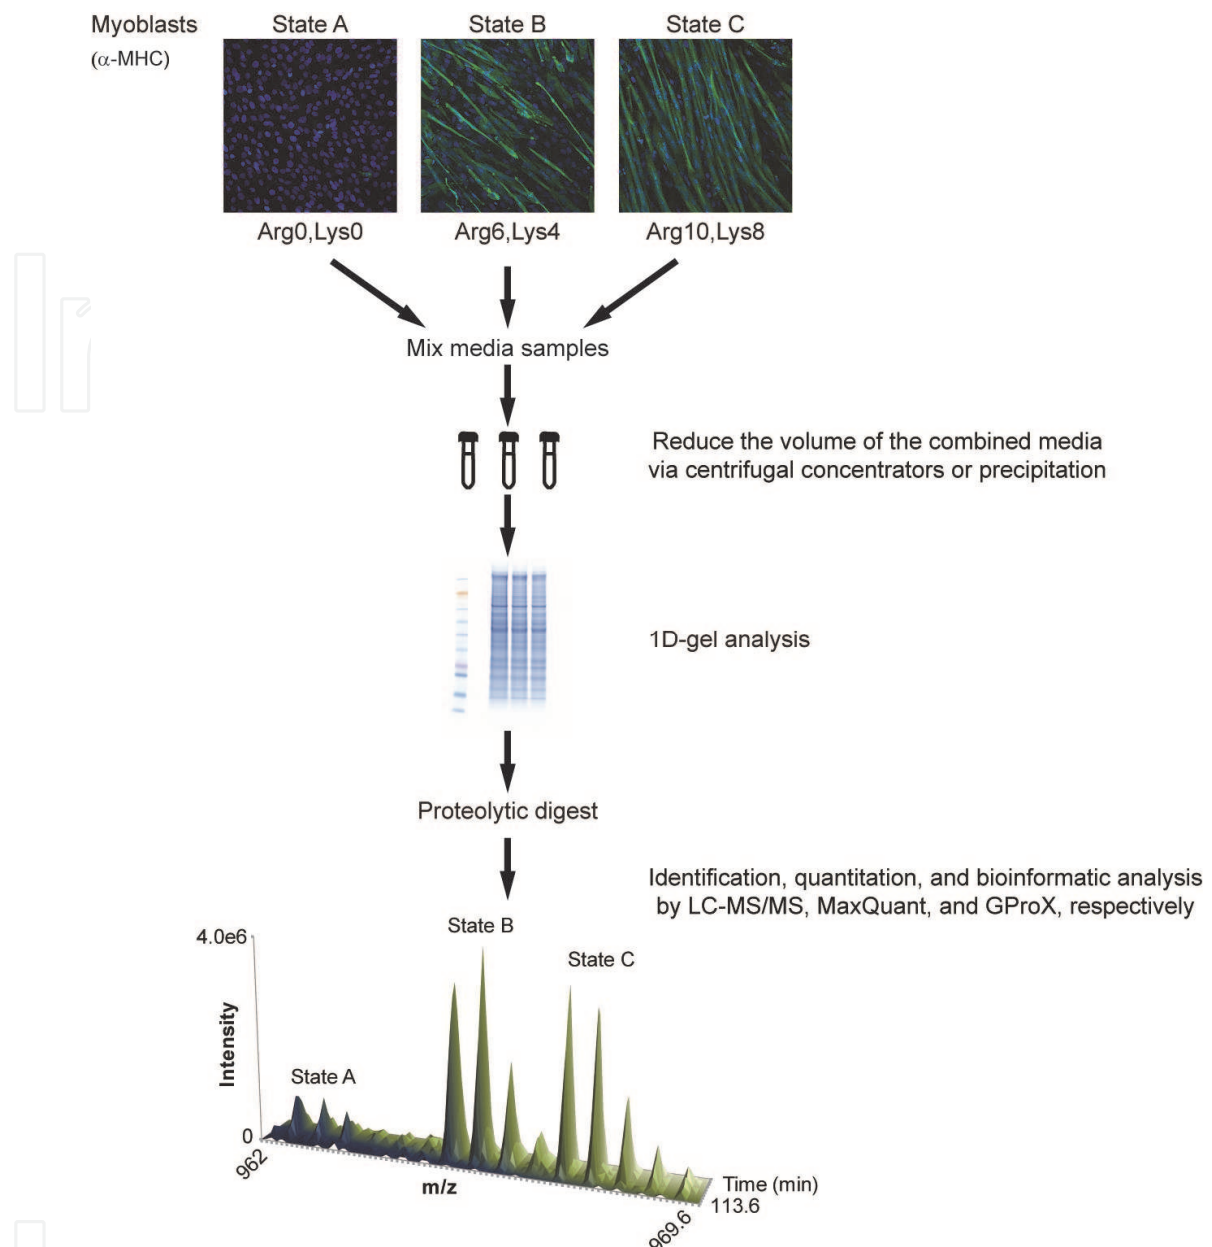 Myoblasts
(α-MHC)
State A
State B
State C
Arg0,Lys0
Arg6,Lys4
Arg10,Lys8
Mix media samples
Reduce the volume of the combined media
via centrifugal concentrators or precipitation
1D-gel analysis
Proteolytic digest
Identification, quantitation, and bioinformatic analysis
by LC-MS/MS, MaxQuant, and GProX, respectively
State B
State C
State A
4.0e6
Intensity
0
962
m/z
969.6
Time (min)
113.6